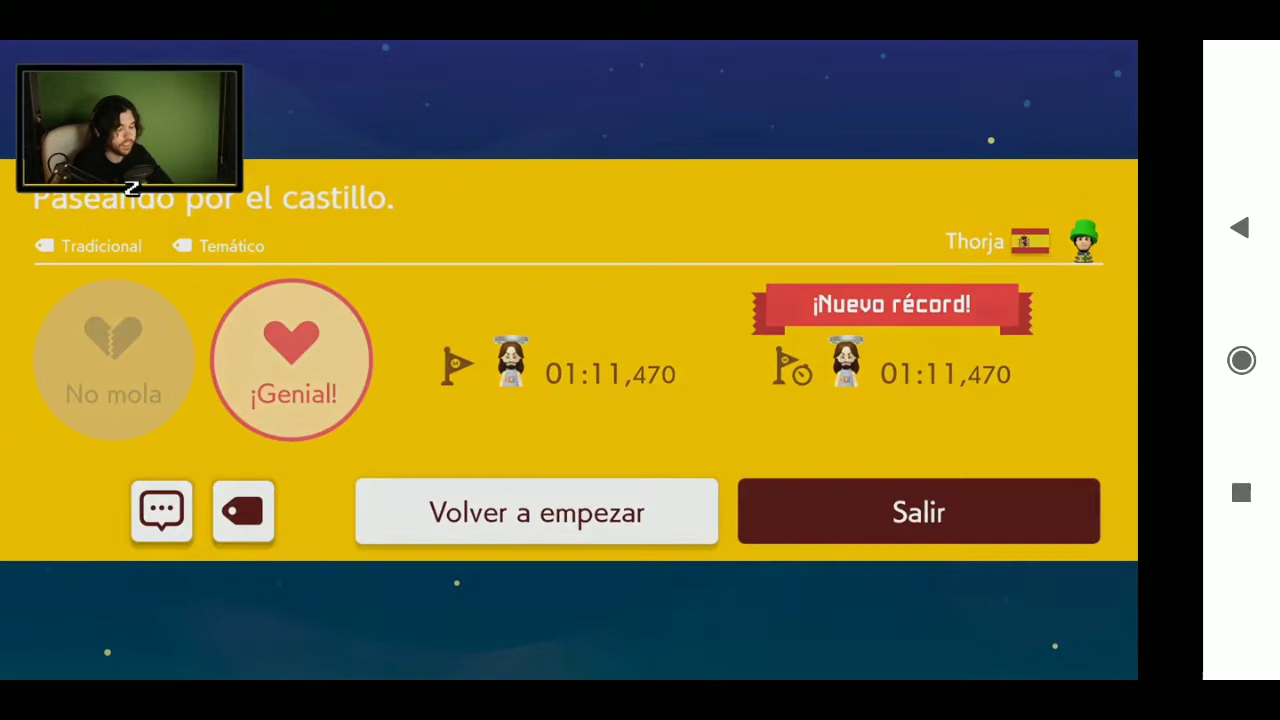 Z
Paseando por el castillo.
Tradicional Temático
Thorja
¡Nuevo récord!
No mola
¡Genial!
M 01:11,470
M 01:11,470
Volver a empezar
Salir